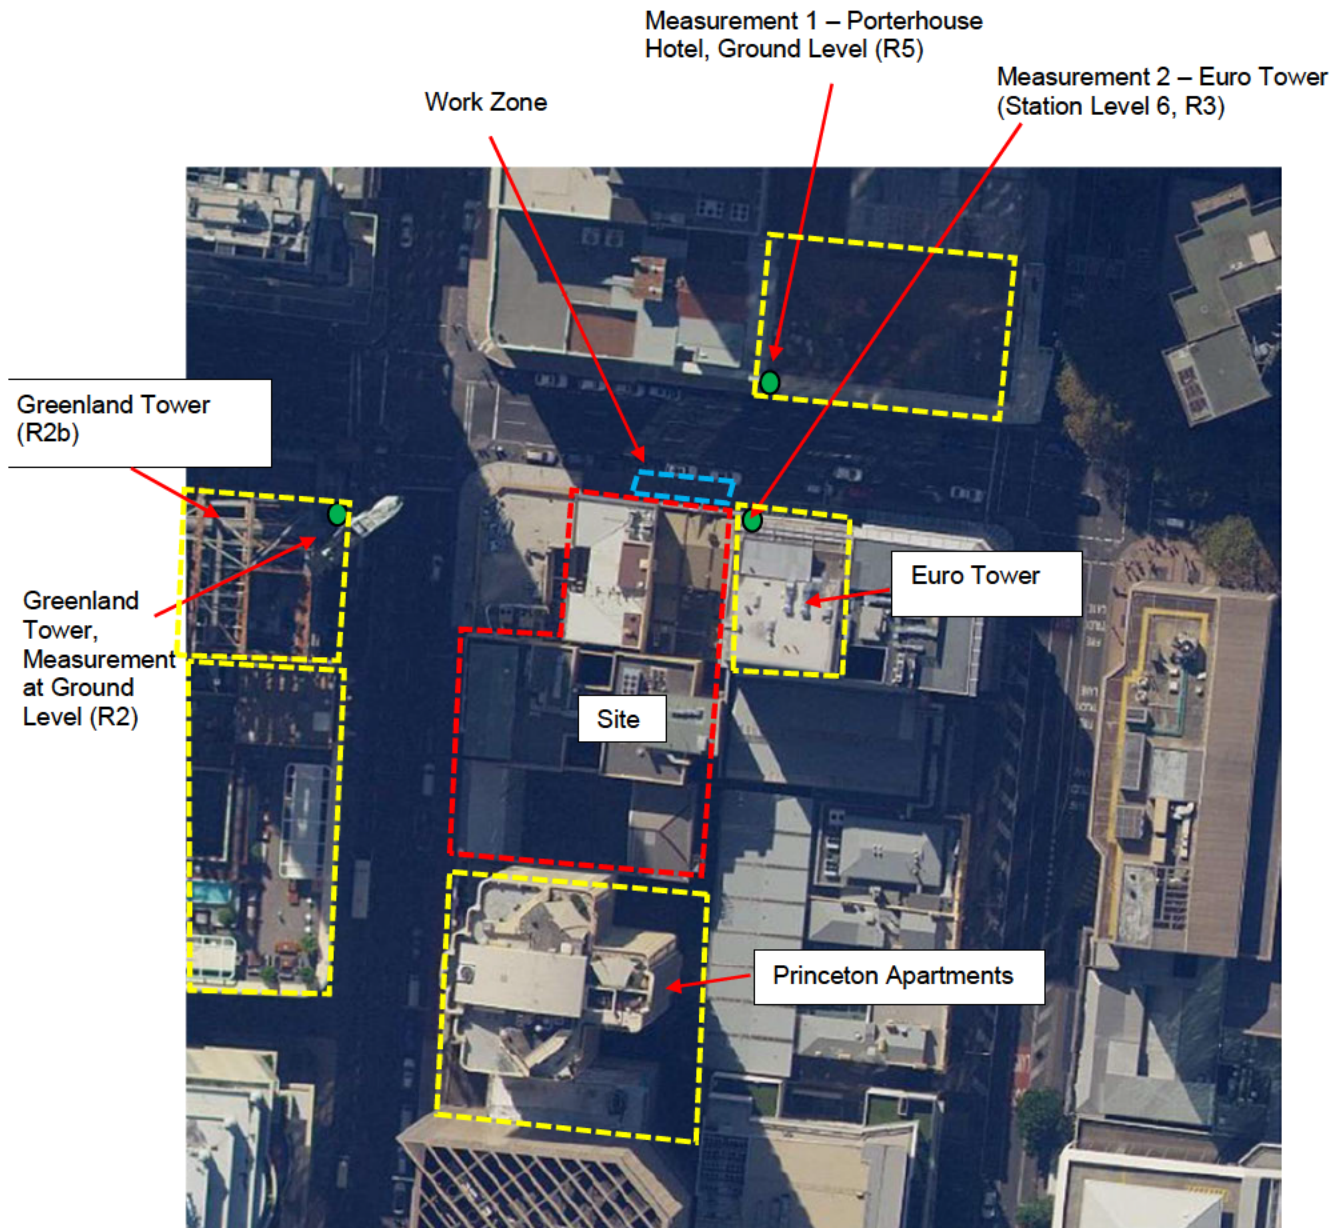 Measurement 1 – Porterhouse
Hotel, Ground Level (R5)
Measurement 2 – Euro Tower
(Station Level 6, R3)
Work Zone
Greenland Tower
(R2b)
Euro Tower
Greenland
Tower,
Measurement
at Ground
Level (R2)
Site
Princeton Apartments